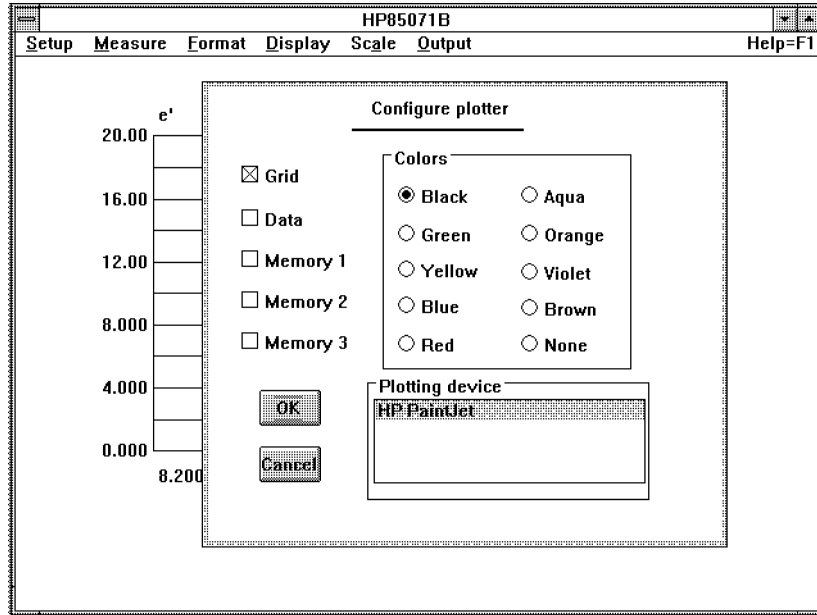 HP85071B
Setup Measure Format Display Scale Output Help=F1
Configure plotter
e'
20.00
16.00
12.00
8.000
4.000
0.000
8.200
Grid
Data
Memory 1
Memory 2
Memory 3
Colors
Black Aqua
Green Orange
Yellow Violet
Blue Brown
Red None
OK
Cancel
Plotting device
HP PaintJet